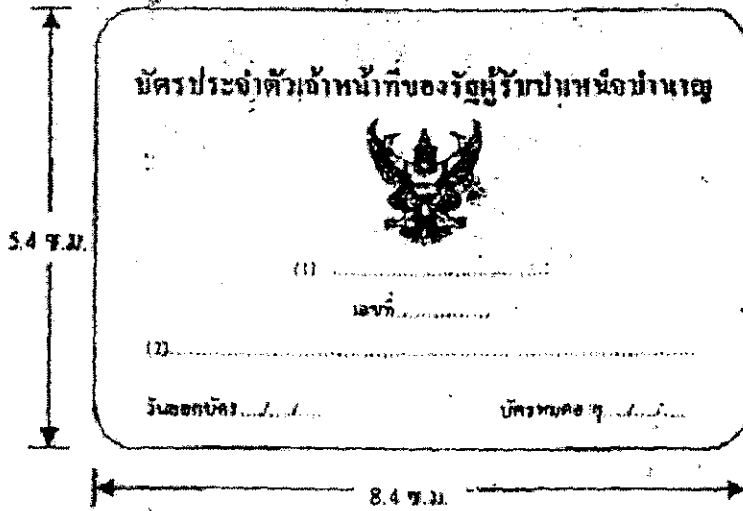 บัตรประจำตัวเจ้าหน้าที่ของรัฐผู้รับบำเหน็จบำนาญ
5.4 ซ.ม.
(1)........................................
เลขที่....................
(2)................................................................................
วันออกบัตร...../...../..... บัตรหมดอายุ...../...../.....
8.4 ซ.ม.